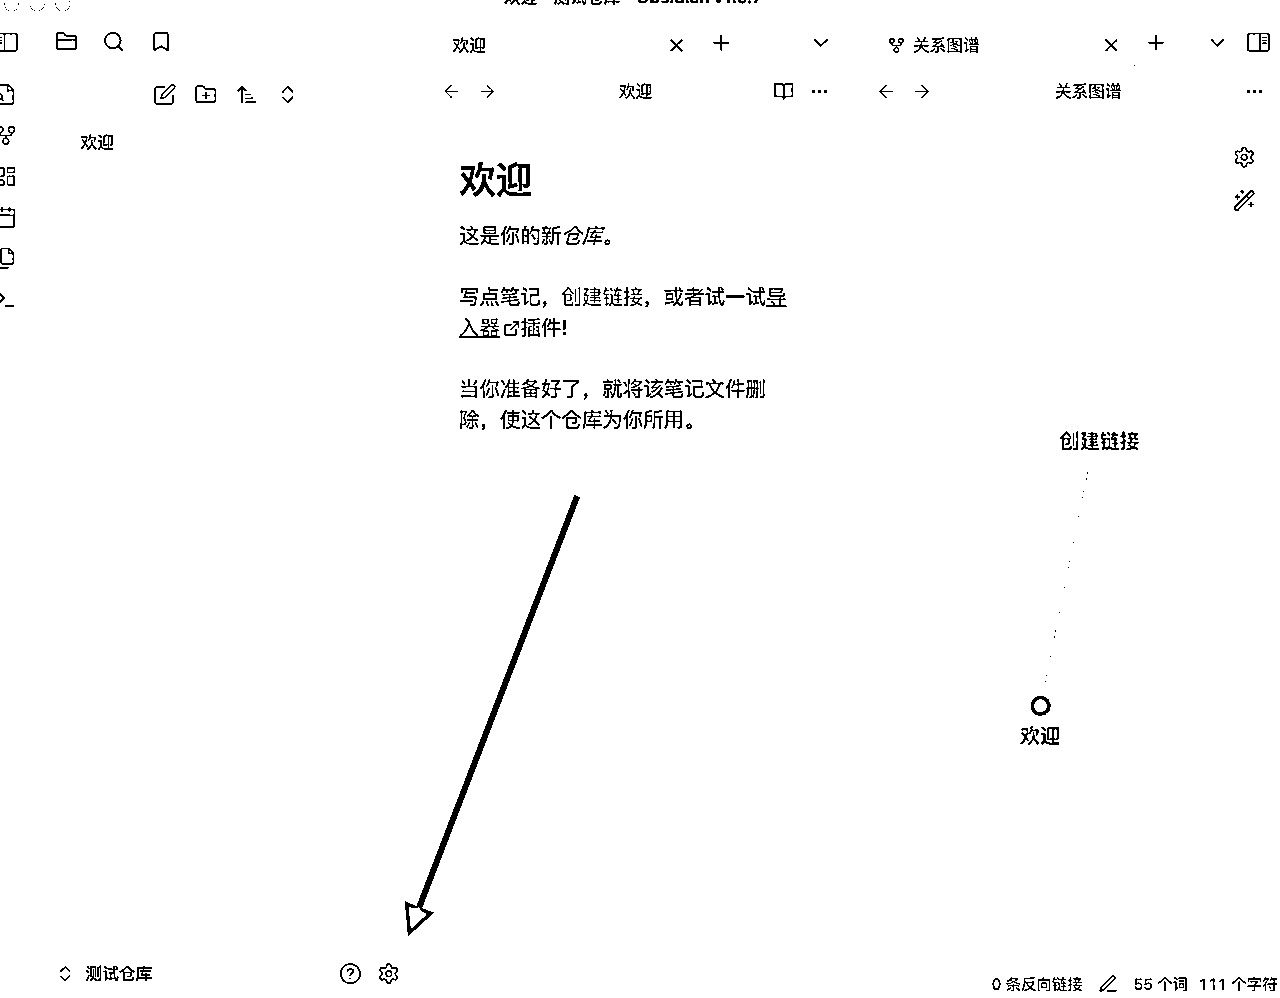 欢迎
关系图谱
欢迎
关系图谱
欢迎
欢迎
这是你的新仓库。
写点笔记，创建链接，或者试一试导
入器插件!
当你准备好了，就将该笔记文件删
除，使这个仓库为你所用。
创建链接
欢迎
测试仓库
0 条反向链接 55 个词 111 个字符